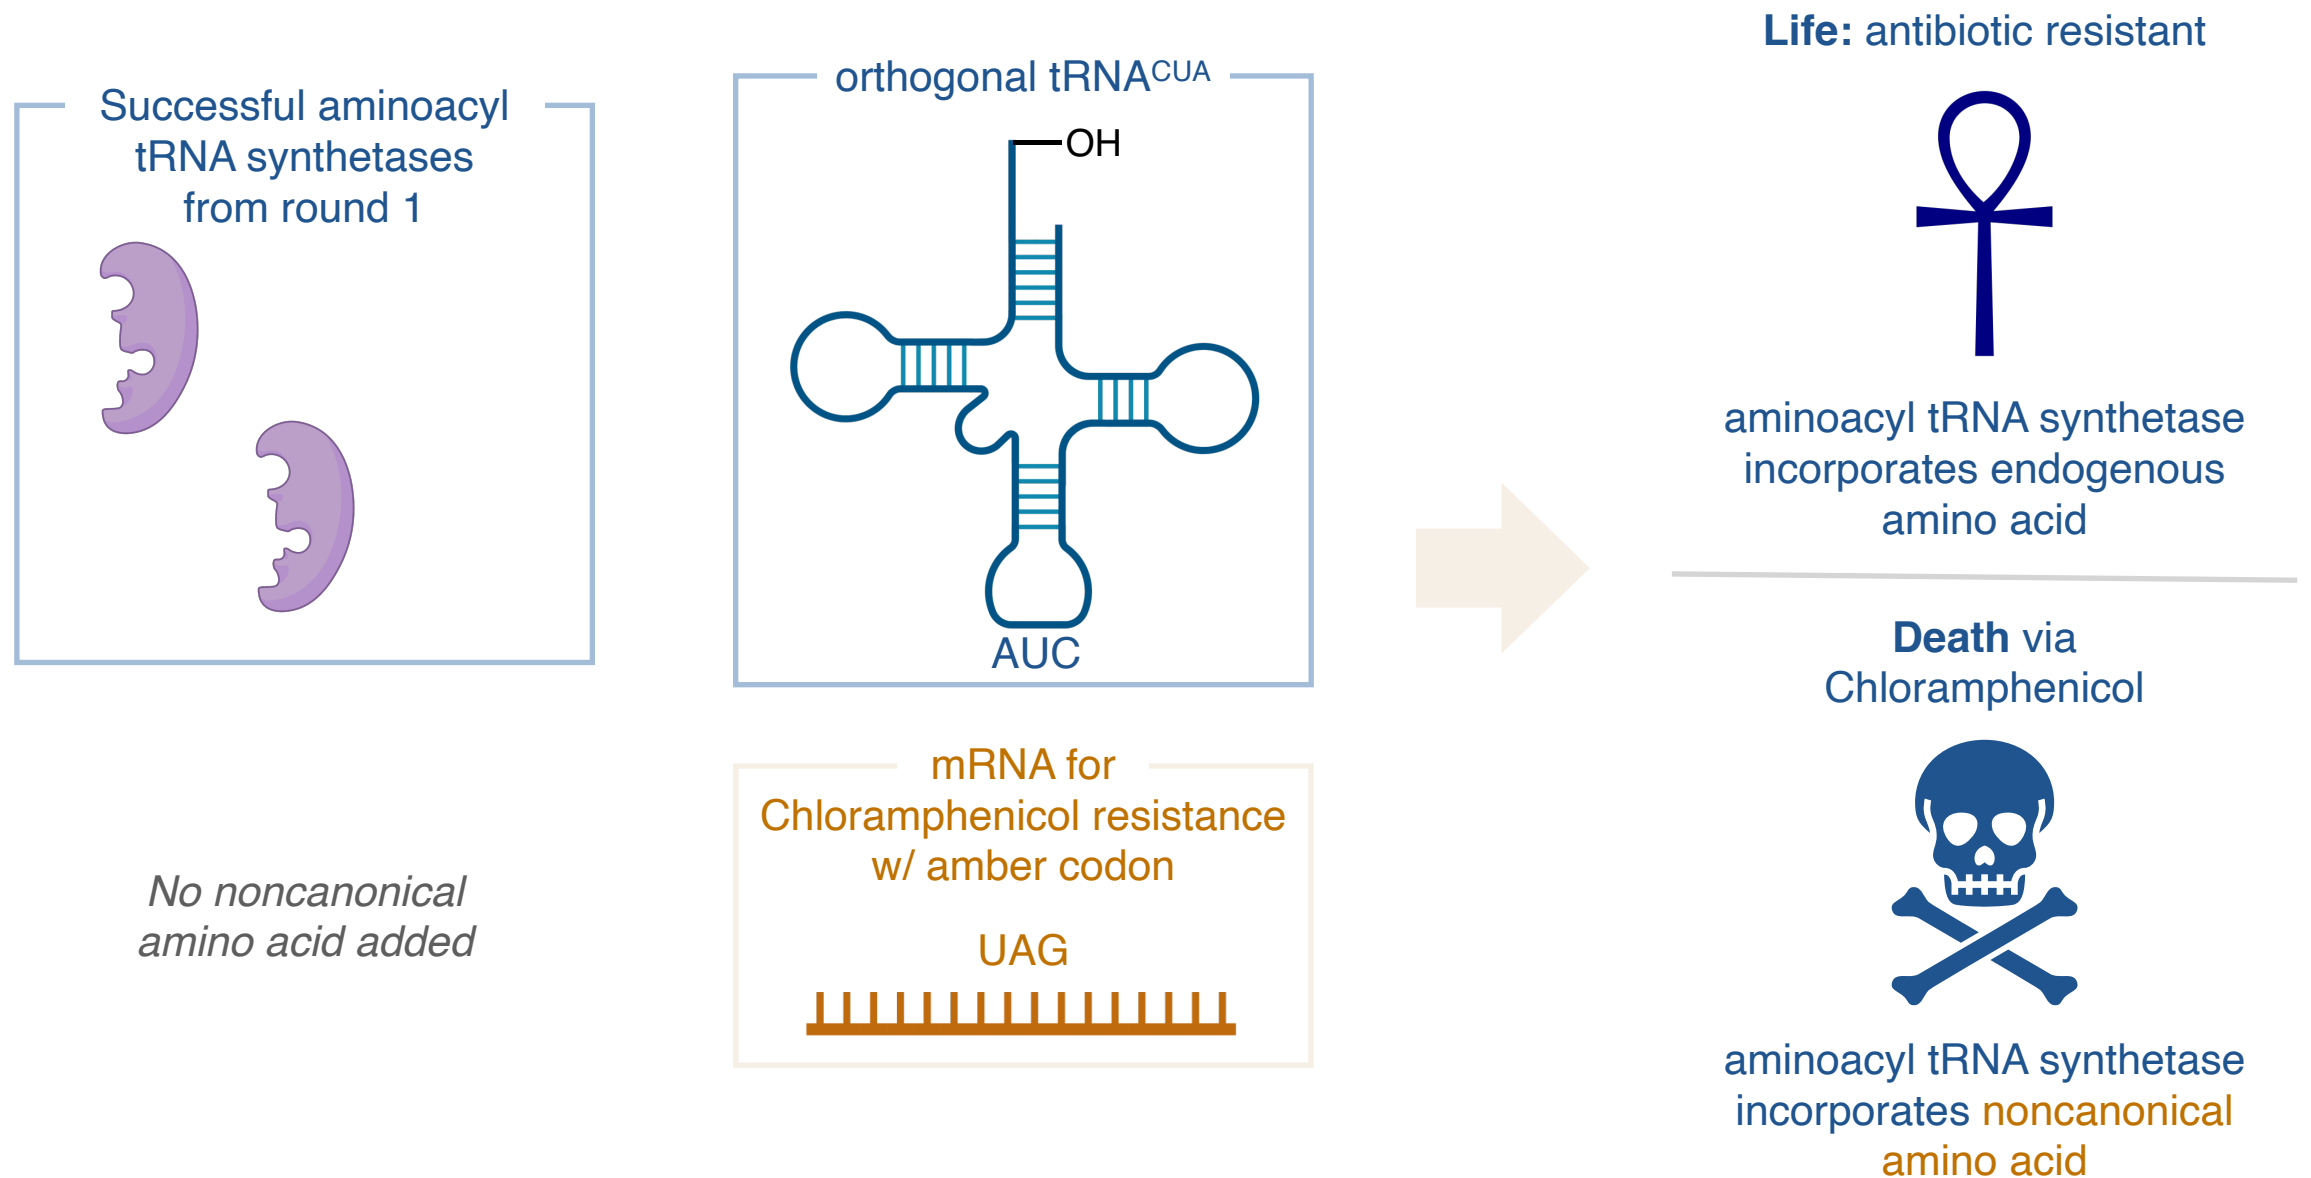 Successful aminoacyl
tRNA synthetases
from round 1
No noncanonical
amino acid added
orthogonal tRNA^CUA
OH
AUC
mRNA for
Chloramphenicol resistance
w/ amber codon
UAG
Life: antibiotic resistant
aminoacyl tRNA synthetase
incorporates endogenous
amino acid
Death via
Chloramphenicol
aminoacyl tRNA synthetase
incorporates noncanonical
amino acid